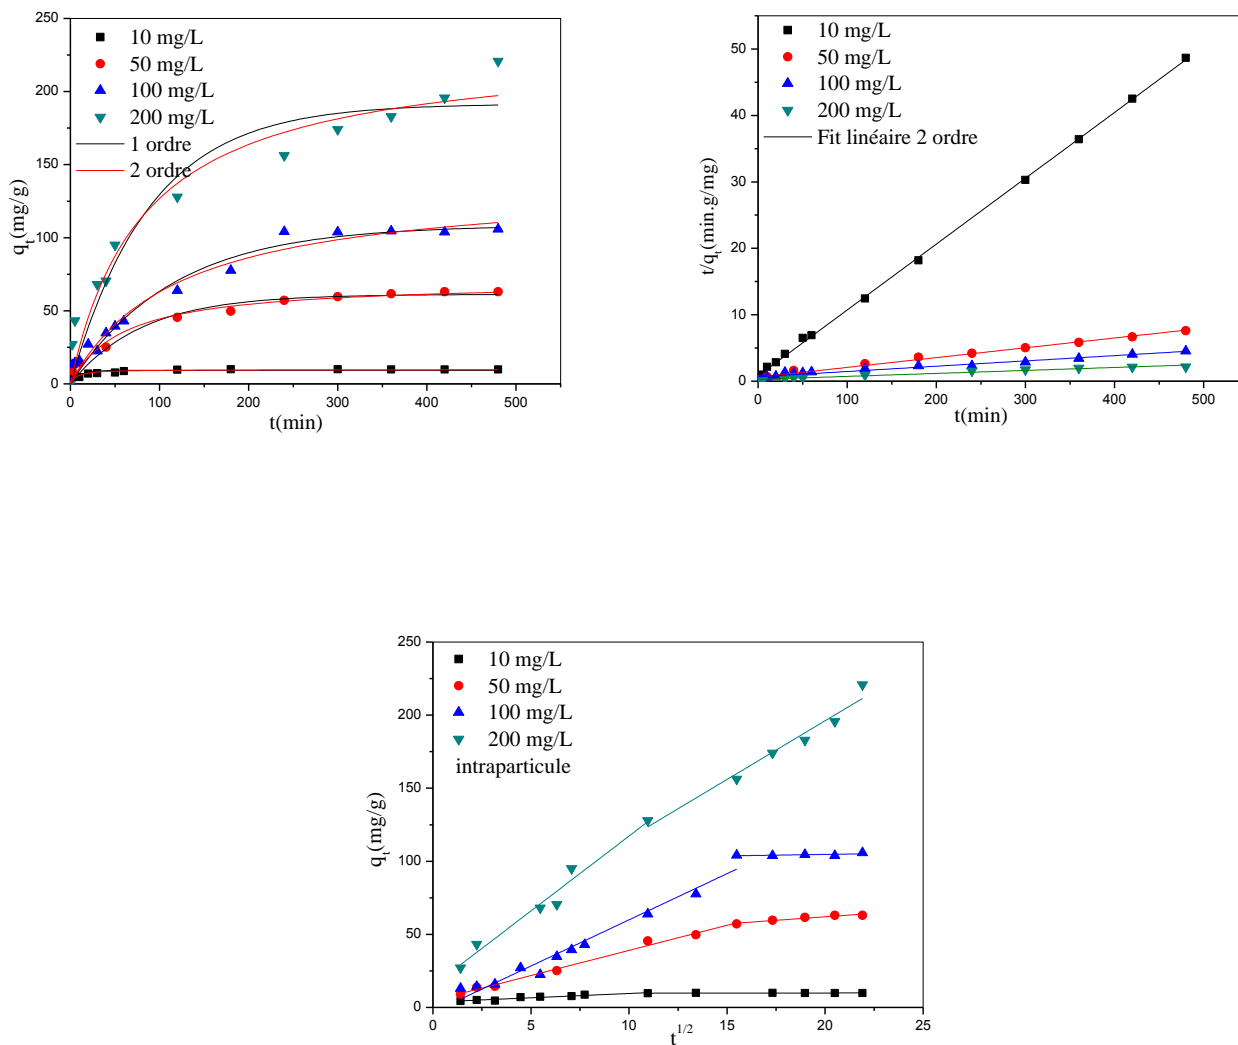 250
200
150
100
50
0
q_t(mg/g)
10 mg/L
50 mg/L
100 mg/L
200 mg/L
1 ordre
2 ordre
0 100 200 300 400 500
t(min)
50
40
30
20
10
0
t/q_t(min.g/mg)
10 mg/L
50 mg/L
100 mg/L
200 mg/L
Fit linéaire 2 ordre
0 100 200 300 400 500
t(min)
250
200
150
100
50
0
q_t(mg/g)
10 mg/L
50 mg/L
100 mg/L
200 mg/L
intraparticule
0 5 10 15 20 25
t^1/2